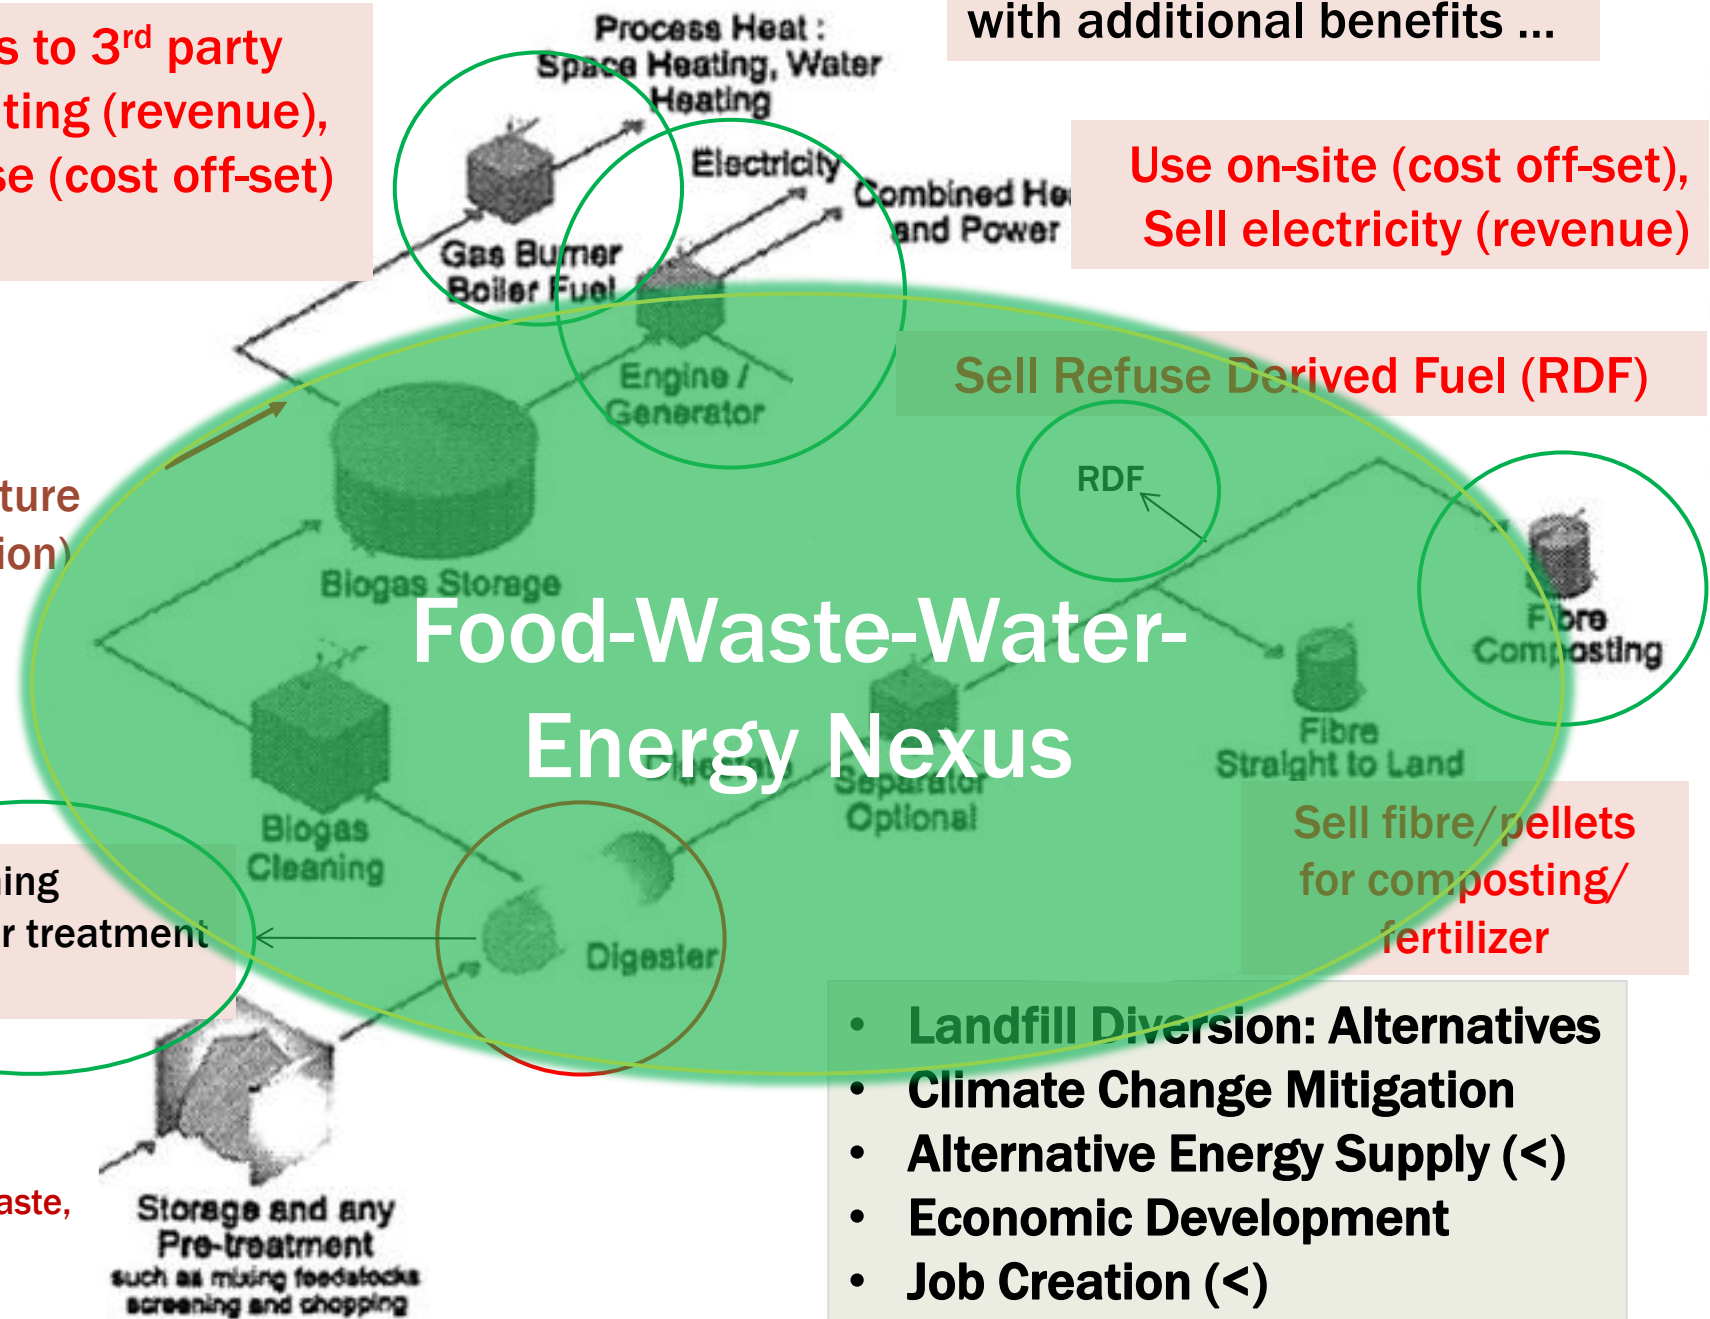 s to 3rd party
ting (revenue),
se (cost off-set)
Process Heat :
Space Heating, Water
Heating
with additional benefits ...
Electricity
Combined He
and Power
Use on-site (cost off-set),
Sell electricity (revenue)
Gas Burner
Boiler Fuel
Engine /
Generator
Sell Refuse Derived Fuel (RDF)
RDF
ture
ion)
Biogas Storage
Food-Waste-Water-
Energy Nexus
Fibre
Composting
Fibre
Straight to Land
Separator
Optional
Sell fibre/pellets
for composting/
fertilizer
Biogas
Cleaning
ing
r treatment
Digester
• Landfill Diversion: Alternatives
• Climate Change Mitigation
• Alternative Energy Supply (<)
• Economic Development
• Job Creation (<)
aste,
Storage and any
Pre-treatment
such as mixing feedstocks
screening and chopping